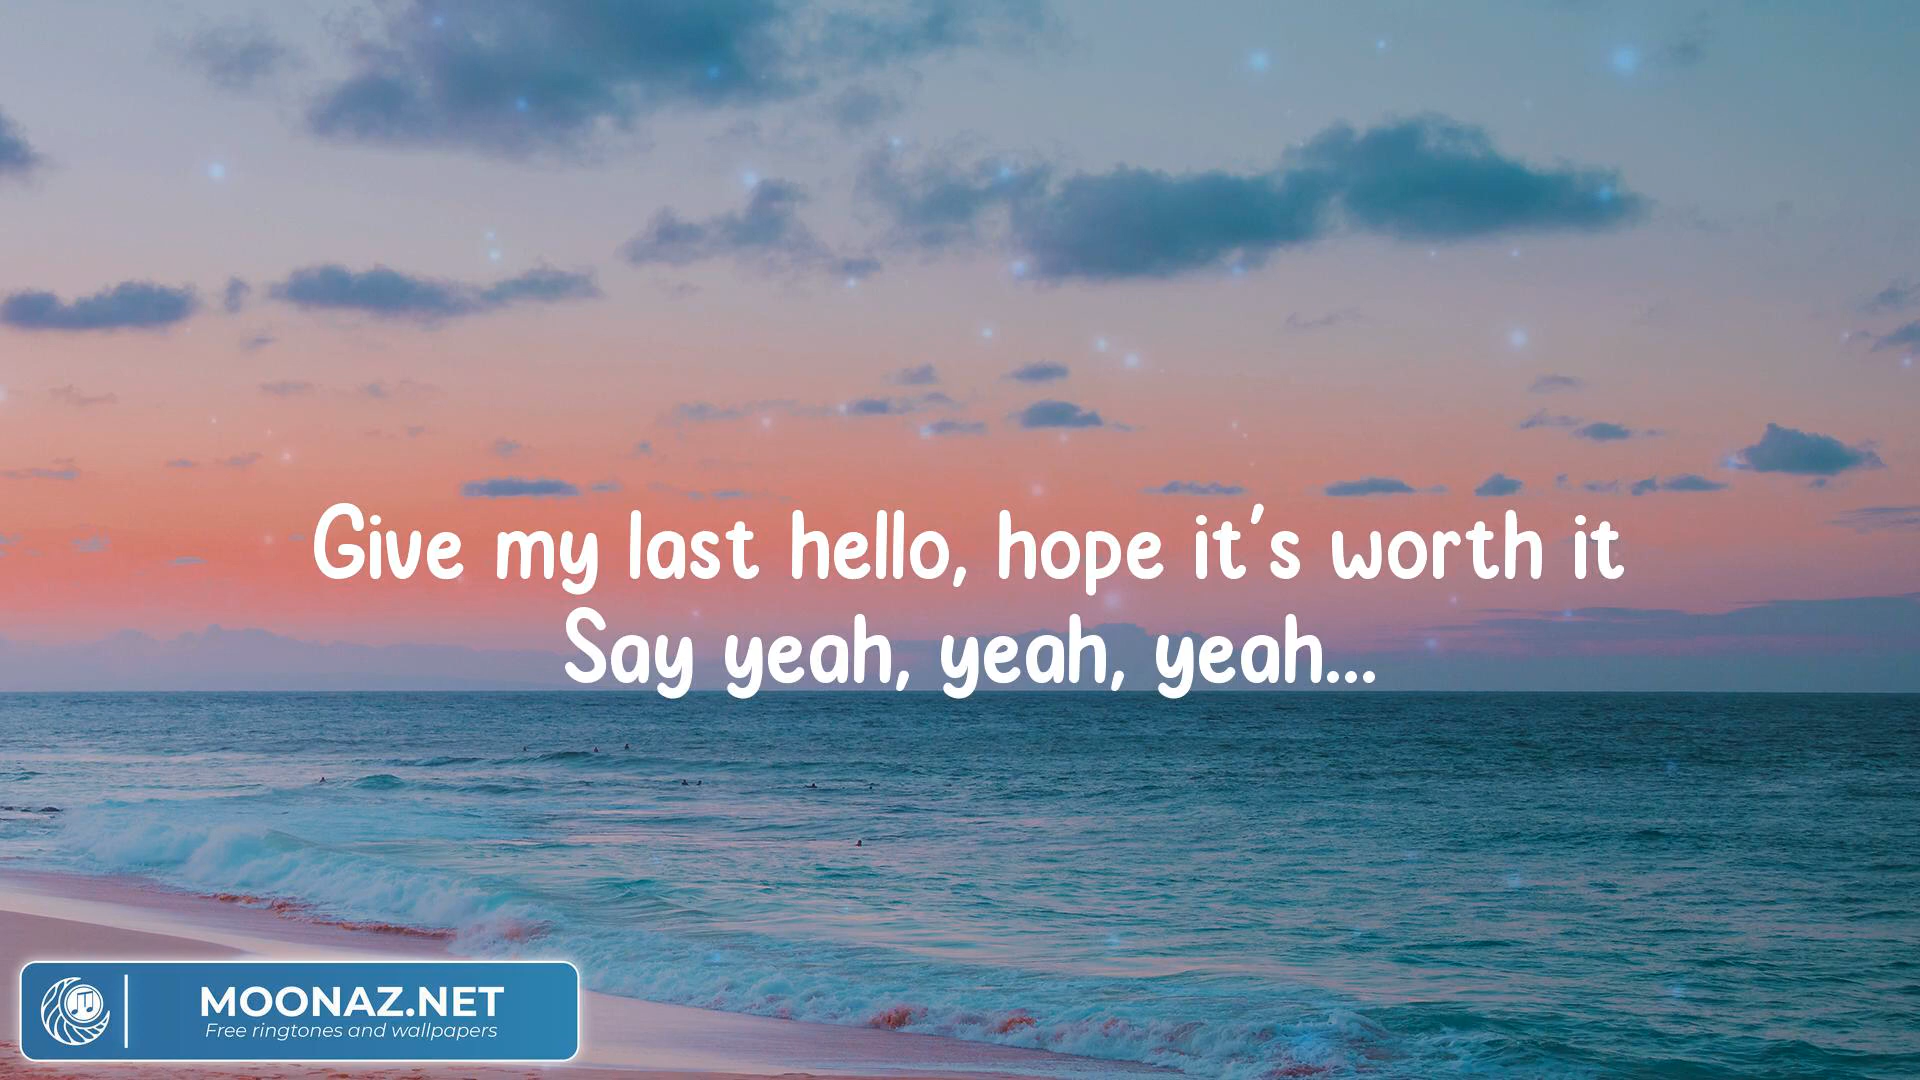 Give my last hello, hope it's worth it
Say yeah, yeah, yeah...
MOONAZ.NET
Free ringtones and wallpapers